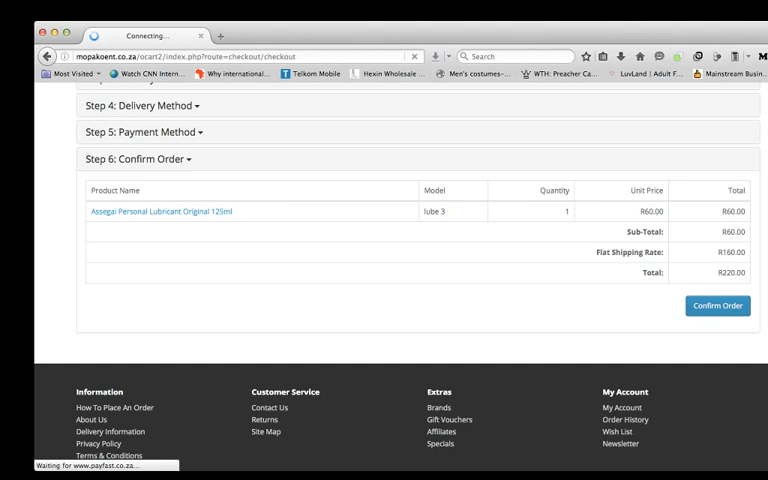 Connecting...
mopakoent.co.za/ocart2/index.php?route=checkout/checkout
Search
Most Visited
Watch CNN Intern...
Why international...
Telkom Mobile
Hexin Wholesale ...
Men's costumes-...
WTH: Preacher Ca...
LuvLand | Adult F...
Mainstream Busin...
Step 4: Delivery Method
Step 5: Payment Method
Step 6: Confirm Order
Product Name Model Quantity Unit Price Total
Assegai Personal Lubricant Original 125ml lube 3 1 R60.00 R60.00
Sub-Total: R60.00
Flat Shipping Rate: R160.00
Total: R220.00
Confirm Order
Information Customer Service Extras My Account
How To Place An Order Contact Us Brands My Account
About Us Returns Gift Vouchers Order History
Delivery Information Site Map Affiliates Wish List
Privacy Policy Specials Newsletter
Terms & Conditions
Waiting for www.payfast.co.za...